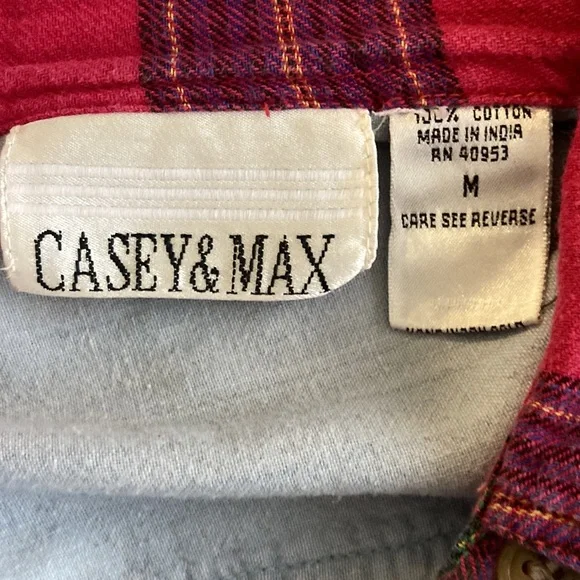 CASEY & MAX
100% COTTON
MADE IN INDIA
RN 40953
M
CARE SEE REVERSE